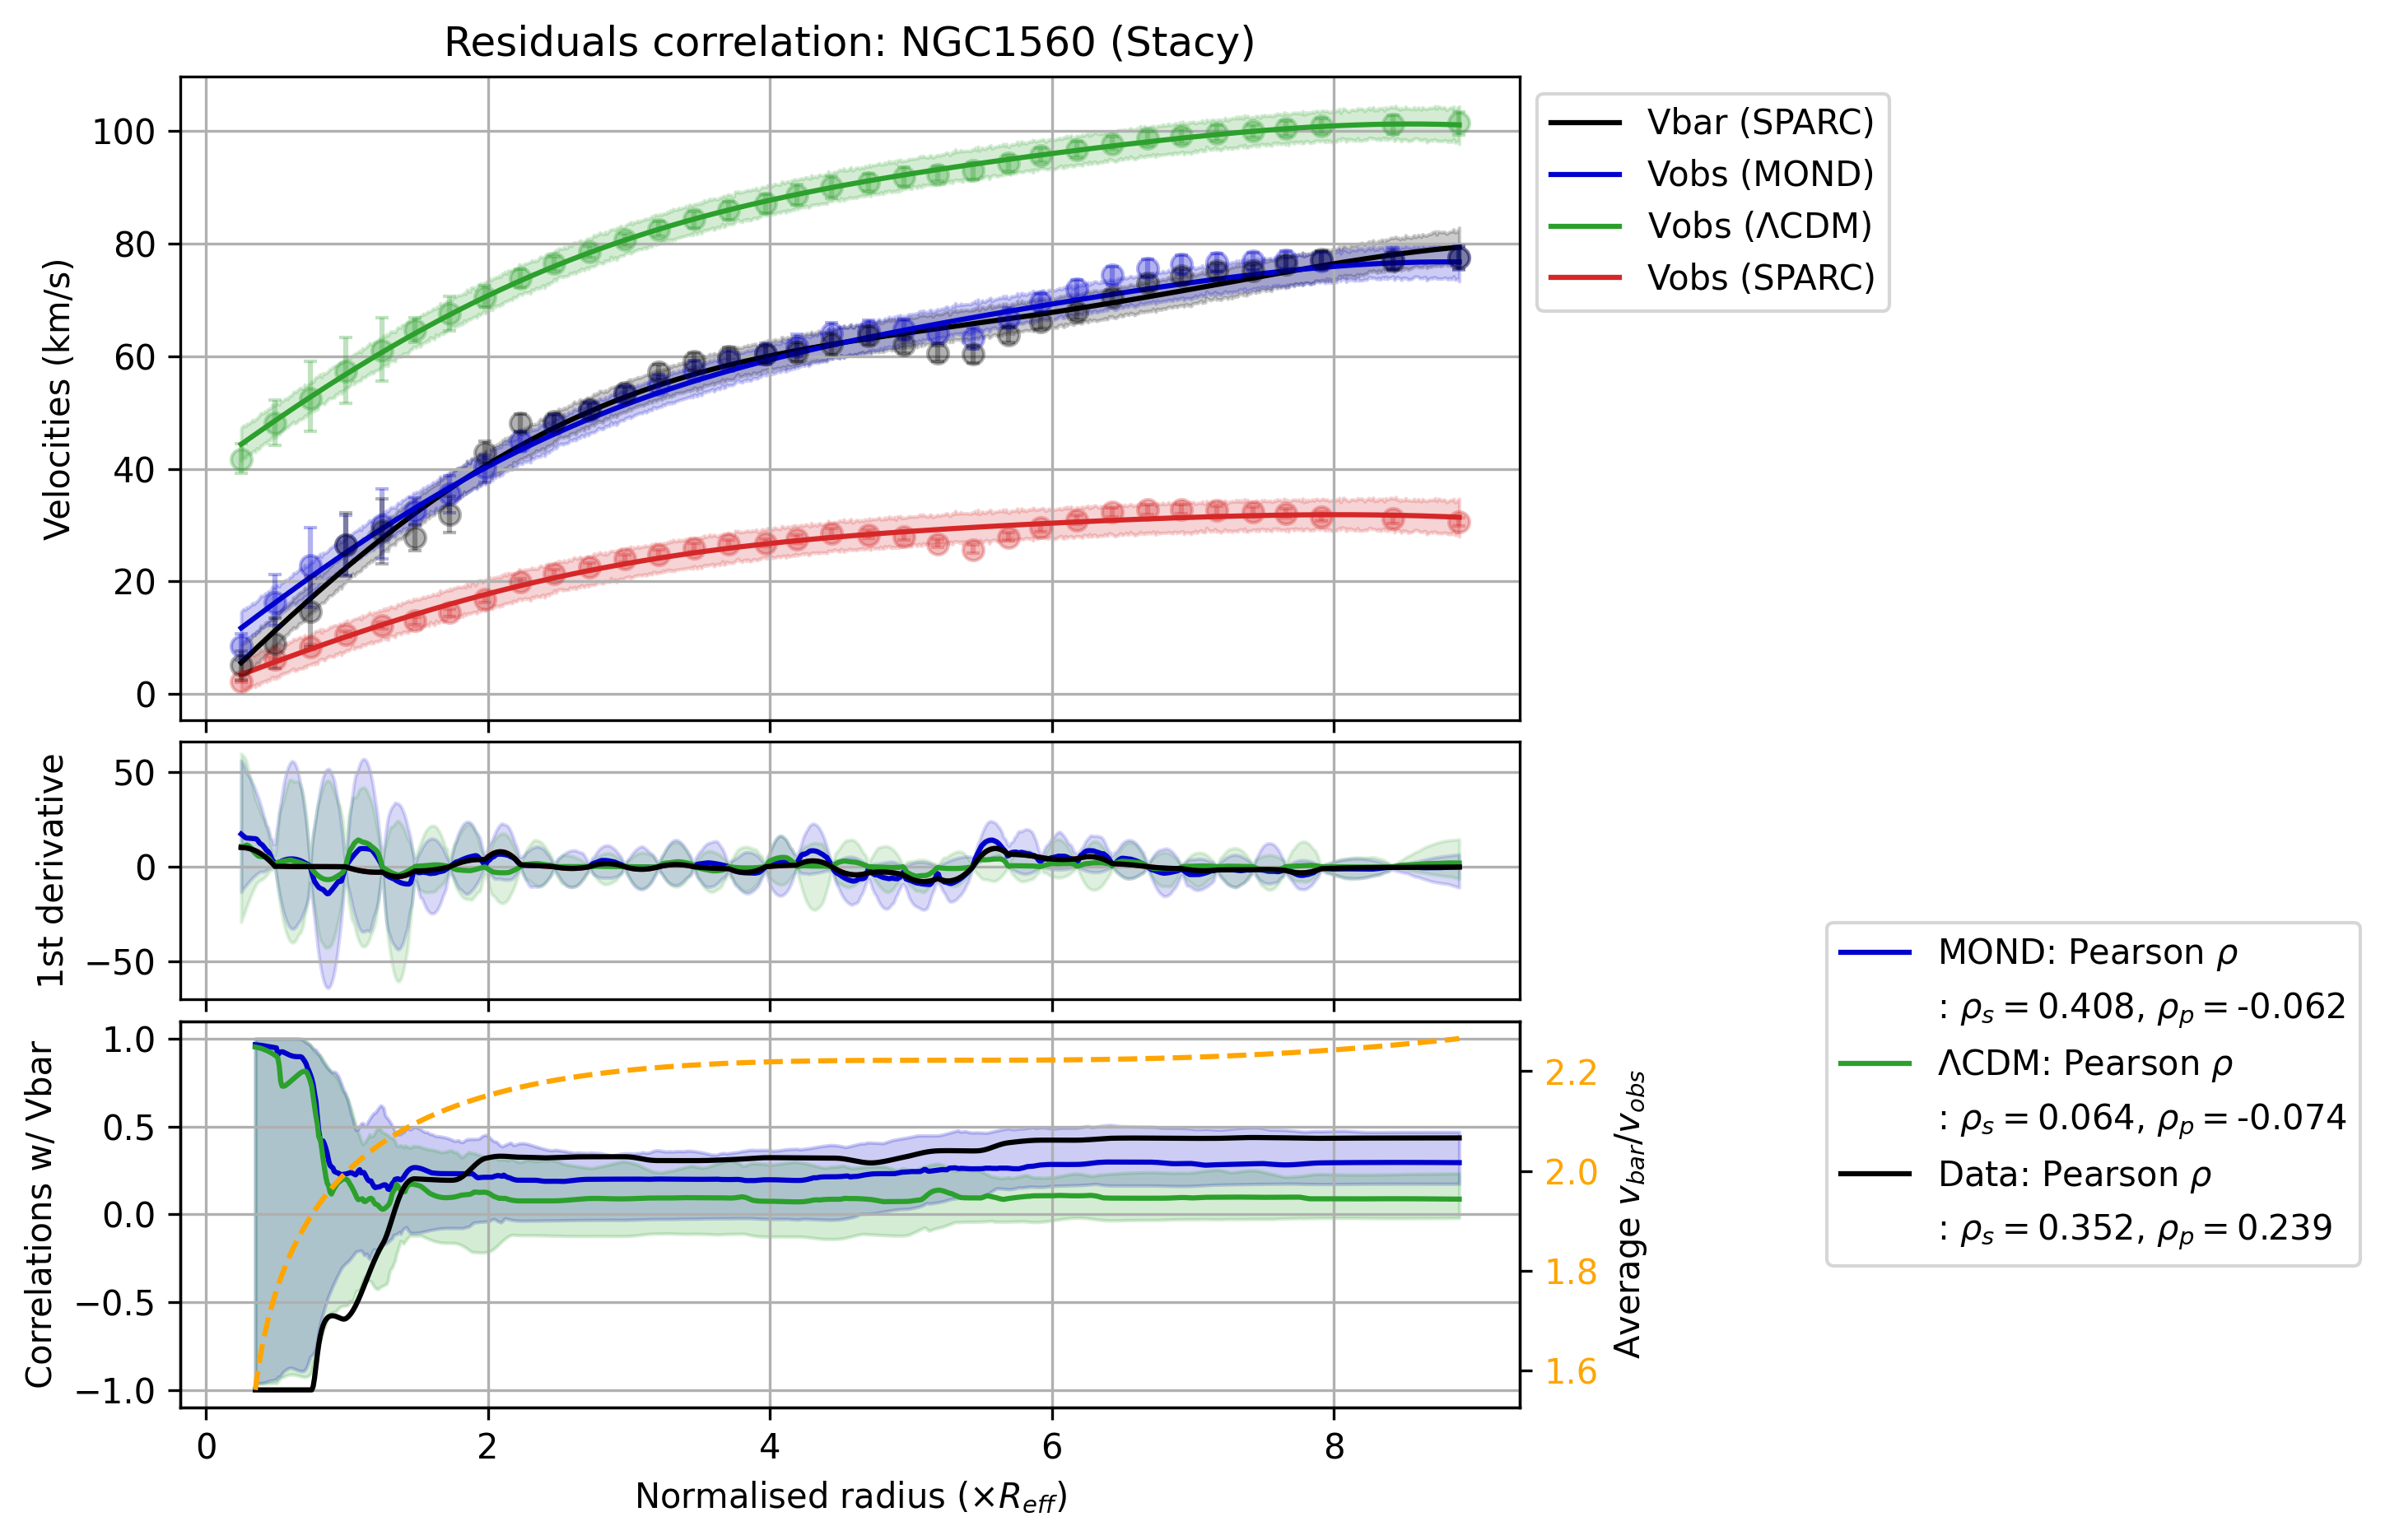 Residuals correlation: NGC1560 (Stacy)
Velocities (km/s)
100
80
60
40
20
0
Vbar (SPARC)
Vobs (MOND)
Vobs (ΛCDM)
Vobs (SPARC)
1st derivative
50
0
−50
Correlations w/ Vbar
1.0
0.5
0.0
−0.5
−1.0
2.2
2.0
1.8
1.6
Average v_bar/v_obs
MOND: Pearson ρ
: ρ_s = 0.408, ρ_p = -0.062
ΛCDM: Pearson ρ
: ρ_s = 0.064, ρ_p = -0.074
Data: Pearson ρ
: ρ_s = 0.352, ρ_p = 0.239
0 2 4 6 8
Normalised radius (×R_eff)